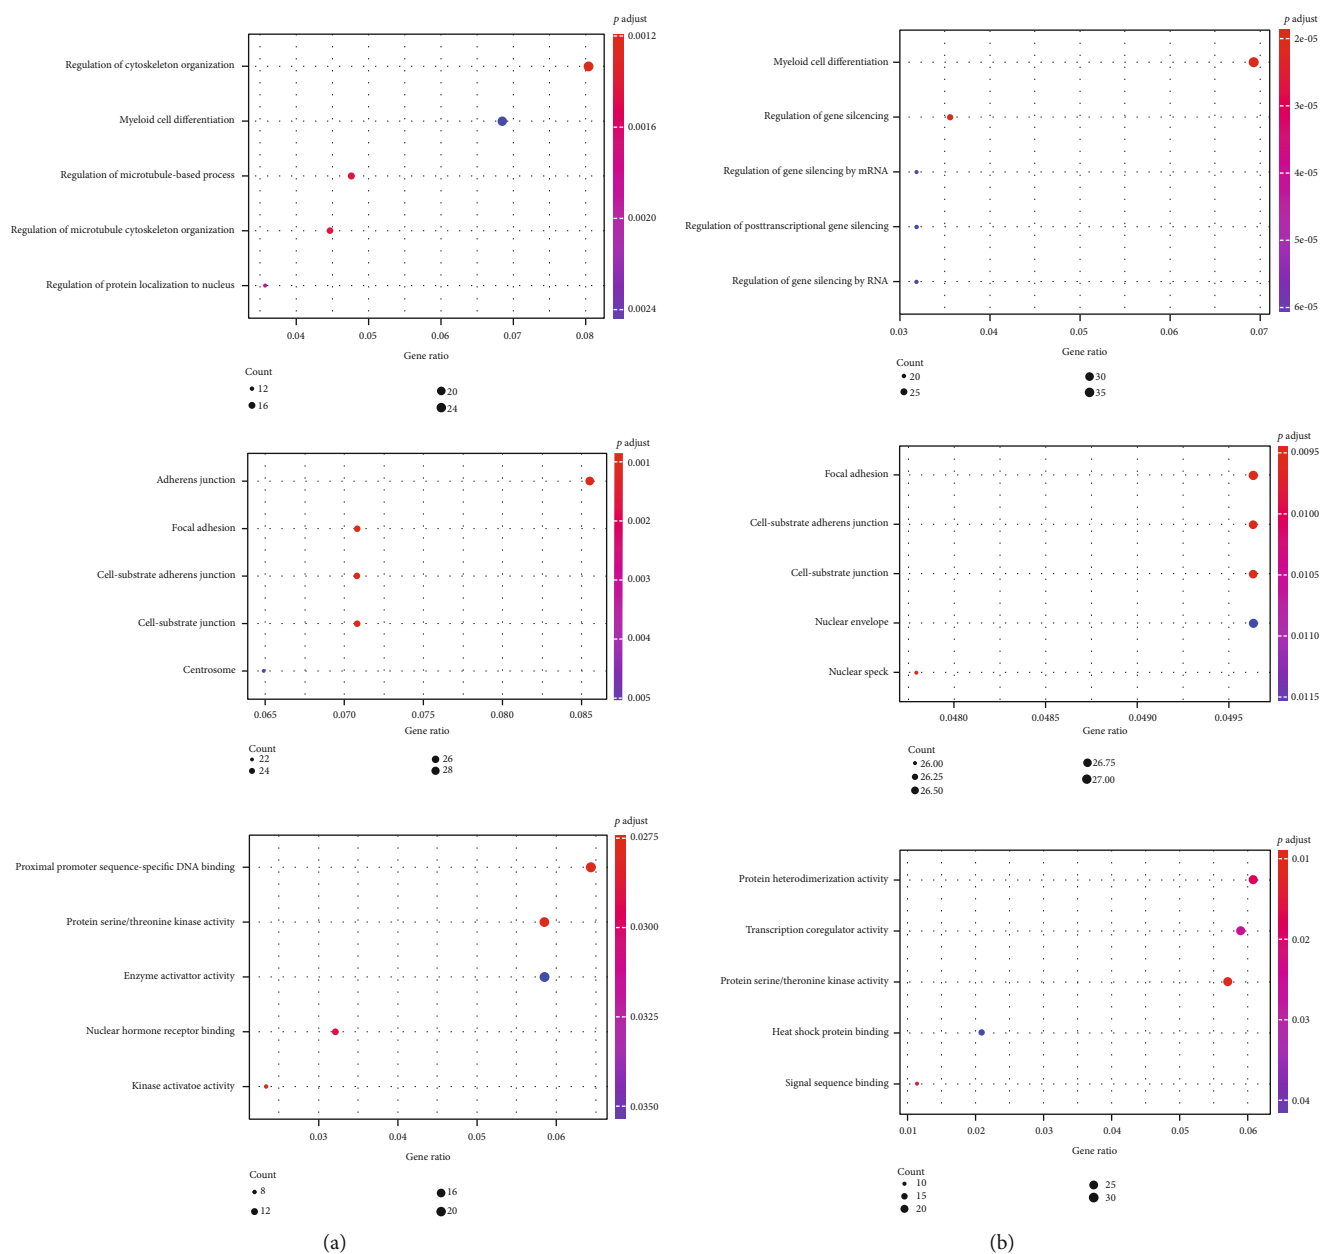 p adjust
Regulation of cytoskeleton organization
Myeloid cell differentiation
Regulation of microtubule-based process
Regulation of microtubule cytoskeleton organization
Regulation of protein localization to nucleus
0.0012
0.0016
0.0020
0.0024
0.04 0.05 0.06 0.07 0.08
Gene ratio
Count
12 20
16 24
p adjust
Adherens junction
Focal adhesion
Cell-substrate adherens junction
Cell-substrate junction
Centrosome
0.001
0.002
0.003
0.004
0.005
0.065 0.070 0.075 0.080 0.085
Gene ratio
Count
22 26
24 28
p adjust
Proximal promoter sequence-specific DNA binding
Protein serine/threonine kinase activity
Enzyme activattor activity
Nuclear hormone receptor binding
Kinase activatoe activity
0.0275
0.0300
0.0325
0.0350
0.03 0.04 0.05 0.06
Gene ratio
Count
8 16
12 20
(a)
p adjust
Myeloid cell differentiation
Regulation of gene silcencing
Regulation of gene silencing by mRNA
Regulation of posttranscriptional gene silencing
Regulation of gene silencing by RNA
2e-05
3e-05
4e-05
5e-05
6e-05
0.03 0.04 0.05 0.06 0.07
Gene ratio
Count
20 30
25 35
p adjust
Focal adhesion
Cell-substrate adherens junction
Cell-substrate junction
Nuclear envelope
Nuclear speck
0.0095
0.0100
0.0105
0.0110
0.0115
0.0480 0.0485 0.0490 0.0495
Gene ratio
Count
26.00 26.75
26.25 27.00
26.50
p adjust
Protein heterodimerization activity
Transcription coregulator activity
Protein serine/theronine kinase activity
Heat shock protein binding
Signal sequence binding
0.01
0.02
0.03
0.04
0.01 0.02 0.03 0.04 0.05 0.06
Gene ratio
Count
10 25
15 30
20
(b)